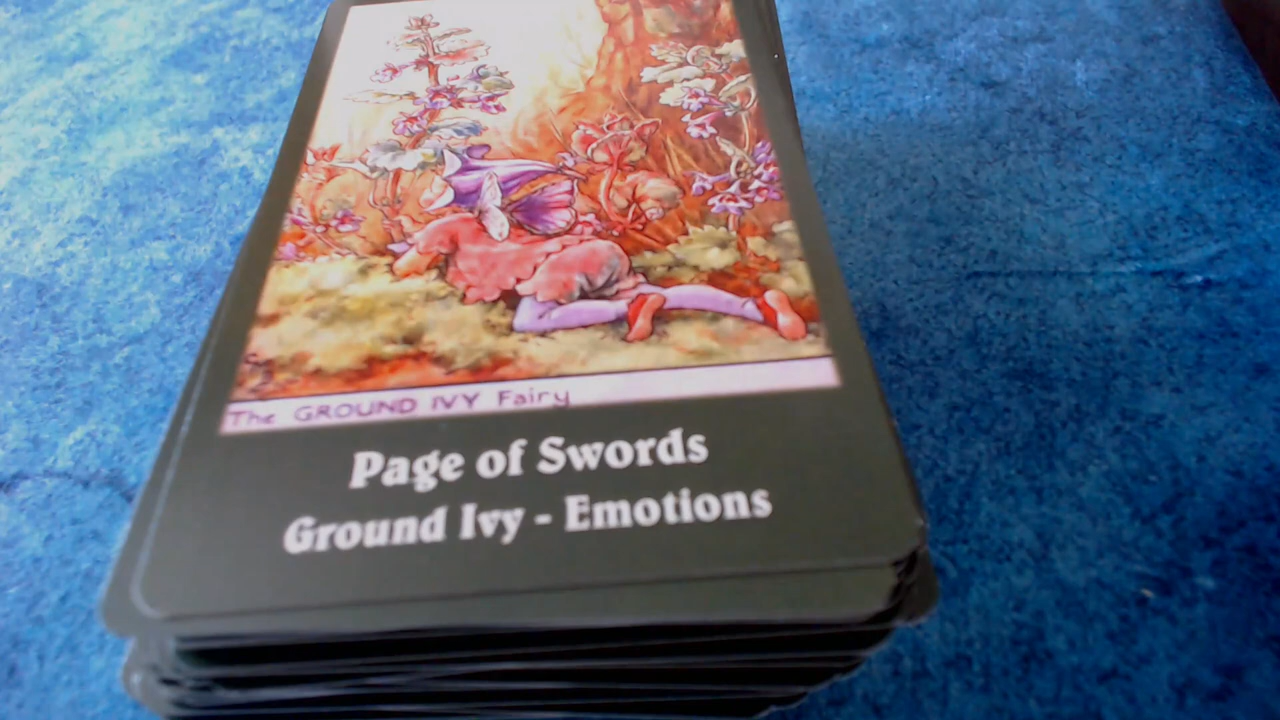 The GROUND IVY Fairy
Page of Swords
Ground Ivy - Emotions